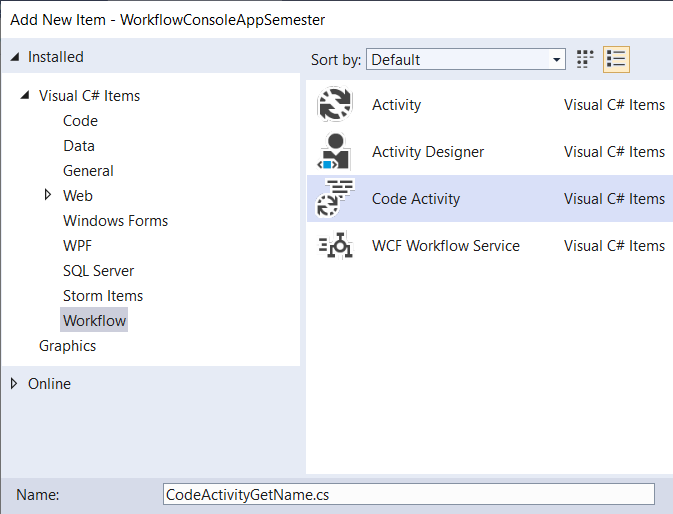 Add New Item - WorkflowConsoleAppSemester
Installed
Sort by: Default
Visual C# Items
Code
Data
General
Web
Windows Forms
WPF
SQL Server
Storm Items
Workflow
Graphics
Online
Activity Visual C# Items
Activity Designer Visual C# Items
Code Activity Visual C# Items
WCF Workflow Service Visual C# Items
Name: CodeActivityGetName.cs